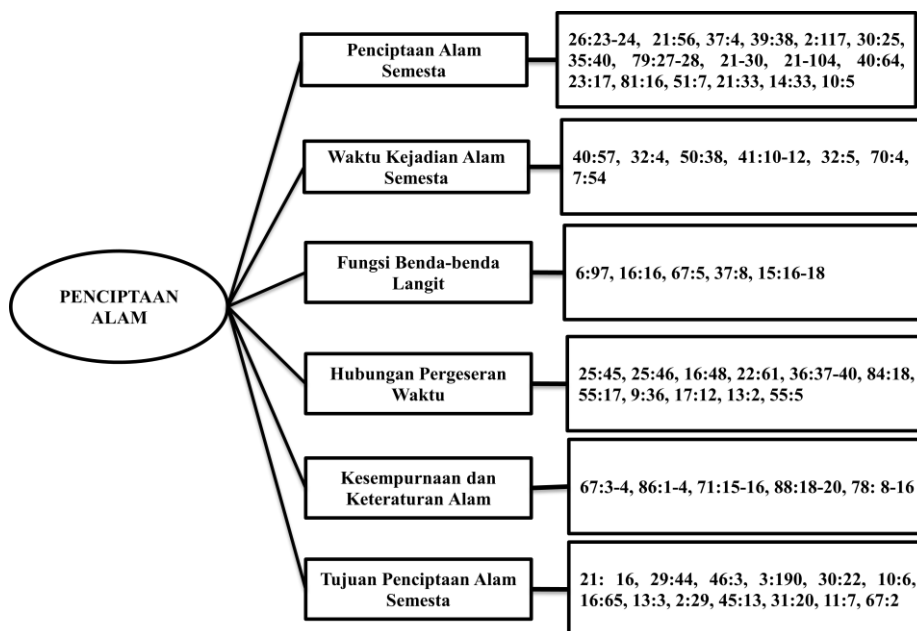 Penciptaan Alam
Semesta
26:23-24, 21:56, 37:4, 39:38, 2:117, 30:25,
35:40, 79:27-28, 21-30, 21-104, 40:64,
23:17, 81:16, 51:7, 21:33, 14:33, 10:5
Waktu Kejadian Alam
Semesta
40:57, 32:4, 50:38, 41:10-12, 32:5, 70:4,
7:54
Fungsi Benda-benda
Langit
6:97, 16:16, 67:5, 37:8, 15:16-18
PENCIPTAAN
ALAM
Hubungan Pergeseran
Waktu
25:45, 25:46, 16:48, 22:61, 36:37-40, 84:18,
55:17, 9:36, 17:12, 13:2, 55:5
Kesempurnaan dan
Keteraturan Alam
67:3-4, 86:1-4, 71:15-16, 88:18-20, 78: 8-16
Tujuan Penciptaan Alam
Semesta
21: 16, 29:44, 46:3, 3:190, 30:22, 10:6,
16:65, 13:3, 2:29, 45:13, 31:20, 11:7, 67:2